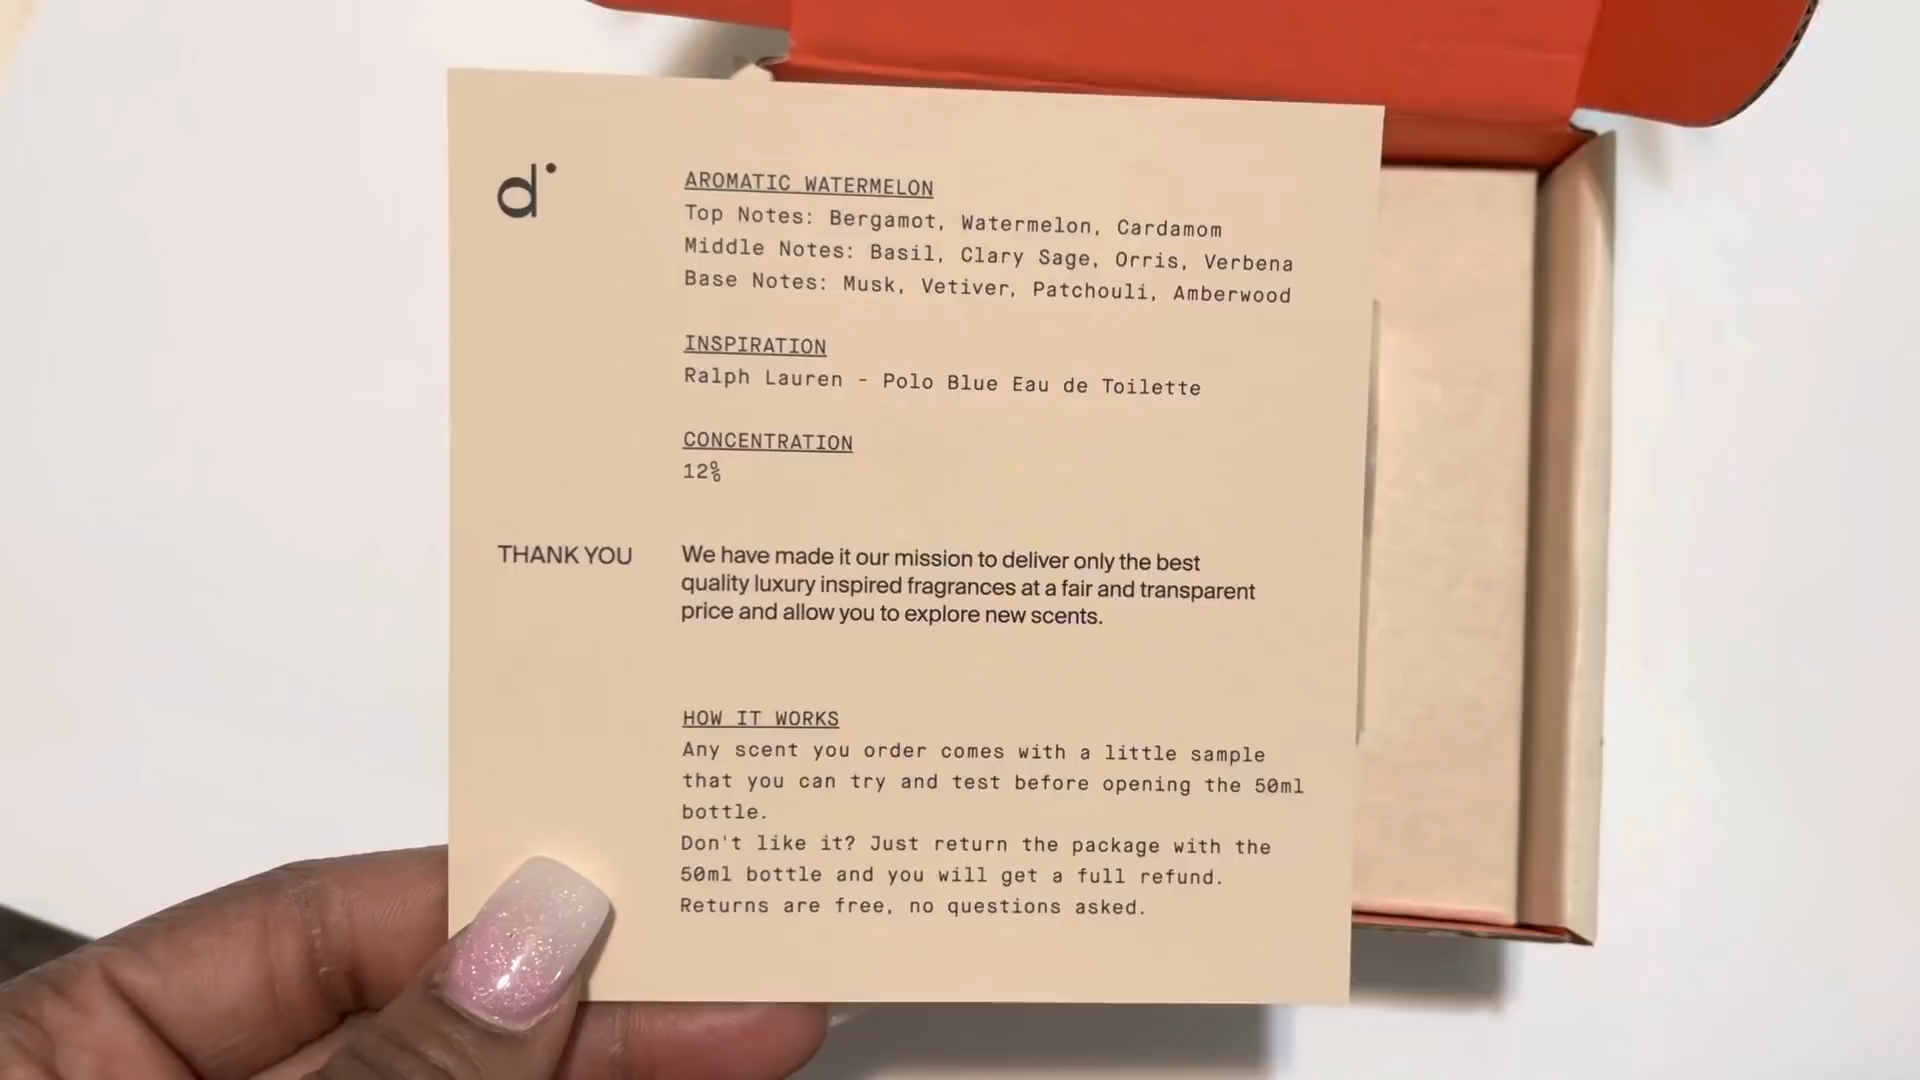 d·
AROMATIC WATERMELON
Top Notes: Bergamot, Watermelon, Cardamom
Middle Notes: Basil, Clary Sage, Orris, Verbena
Base Notes: Musk, Vetiver, Patchouli, Amberwood
INSPIRATION
Ralph Lauren - Polo Blue Eau de Toilette
CONCENTRATION
12%
THANK YOU
We have made it our mission to deliver only the best
quality luxury inspired fragrances at a fair and transparent
price and allow you to explore new scents.
HOW IT WORKS
Any scent you order comes with a little sample
that you can try and test before opening the 50ml
bottle.
Don't like it? Just return the package with the
50ml bottle and you will get a full refund.
Returns are free, no questions asked.